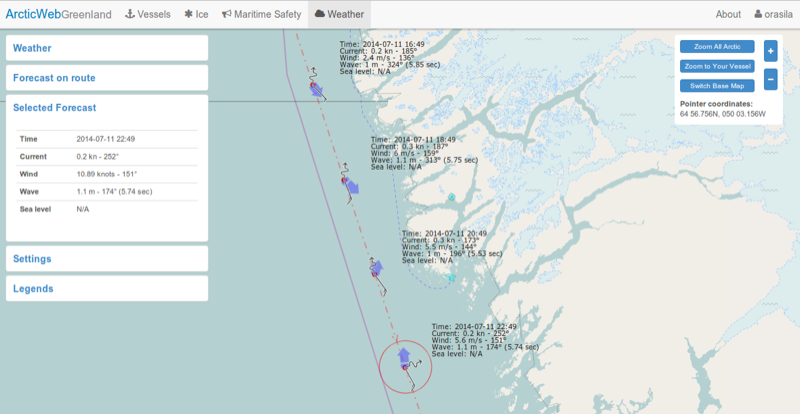 ArcticWebGreenland Vessels Ice Maritime Safety Weather About orasila
Weather
Forecast on route
Selected Forecast
Time 2014-07-11 22:49
Current 0.2 kn - 252°
Wind 10.89 knots - 151°
Wave 1.1 m - 174° (5.74 sec)
Sea level N/A
Settings
Legends
Time: 2014-07-11 16:49
Current: 0.2 kn - 185°
Wind: 2.4 m/s - 136°
Wave: 1 m - 324° (5.85 sec)
Sea level: N/A
Time: 2014-07-11 18:49
Current: 0.3 kn - 187°
Wind: 6 m/s - 159°
Wave: 1.1 m - 313° (5.75 sec)
Sea level: N/A
Time: 2014-07-11 20:49
Current: 0.3 kn - 173°
Wind: 5.5 m/s - 144°
Wave: 1 m - 196° (5.53 sec)
Sea level: N/A
Time: 2014-07-11 22:49
Current: 0.2 kn - 252°
Wind: 5.6 m/s - 151°
Wave: 1.1 m - 174° (5.74 sec)
Sea level: N/A
Zoom All Arctic
+
Zoom to Your Vessel
−
Switch Base Map
Pointer coordinates:
64 56.756N, 050 03.156W